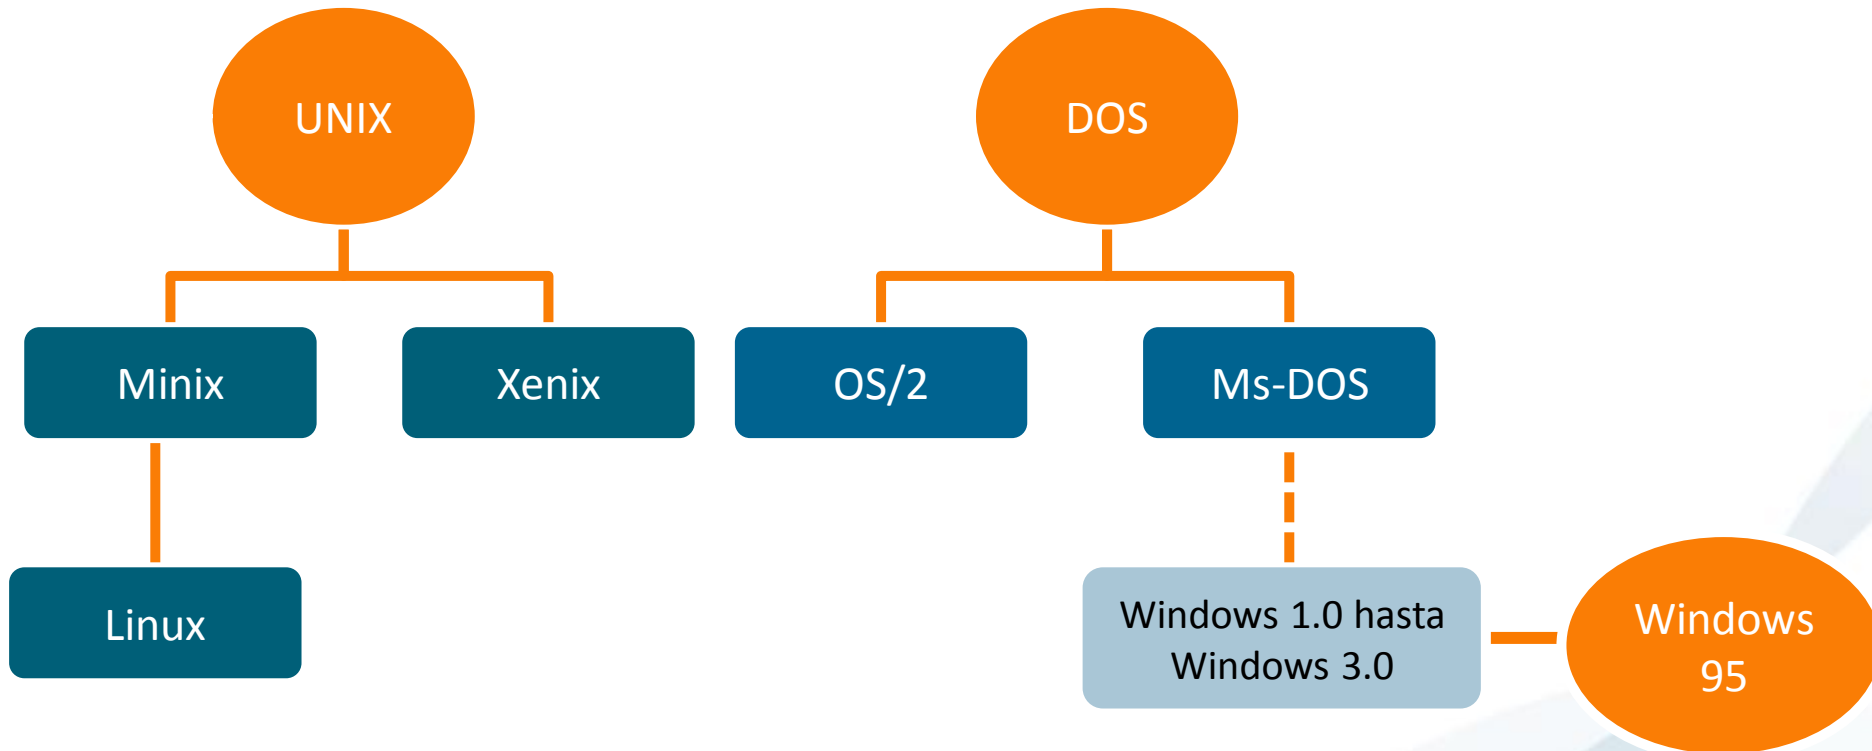 UNIX
DOS
Minix
Xenix
OS/2
Ms-DOS
Linux
Windows 1.0 hasta
Windows 3.0
Windows
95